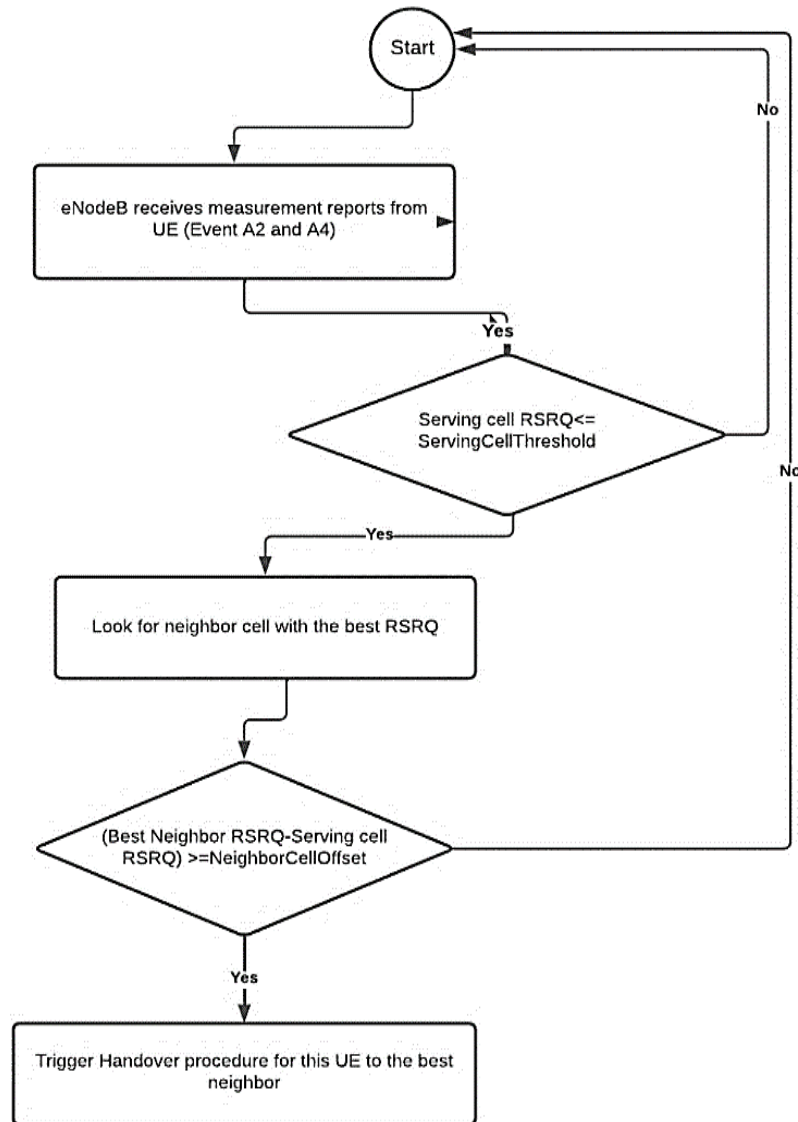 Start
No
eNodeB receives measurement reports from
UE (Event A2 and A4)
Yes
Serving cell RSRQ<=
ServingCellThreshold
No
Yes
Look for neighbor cell with the best RSRQ
(Best Neighbor RSRQ-Serving cell
RSRQ) >=NeighborCellOffset
Yes
Trigger Handover procedure for this UE to the best
neighbor